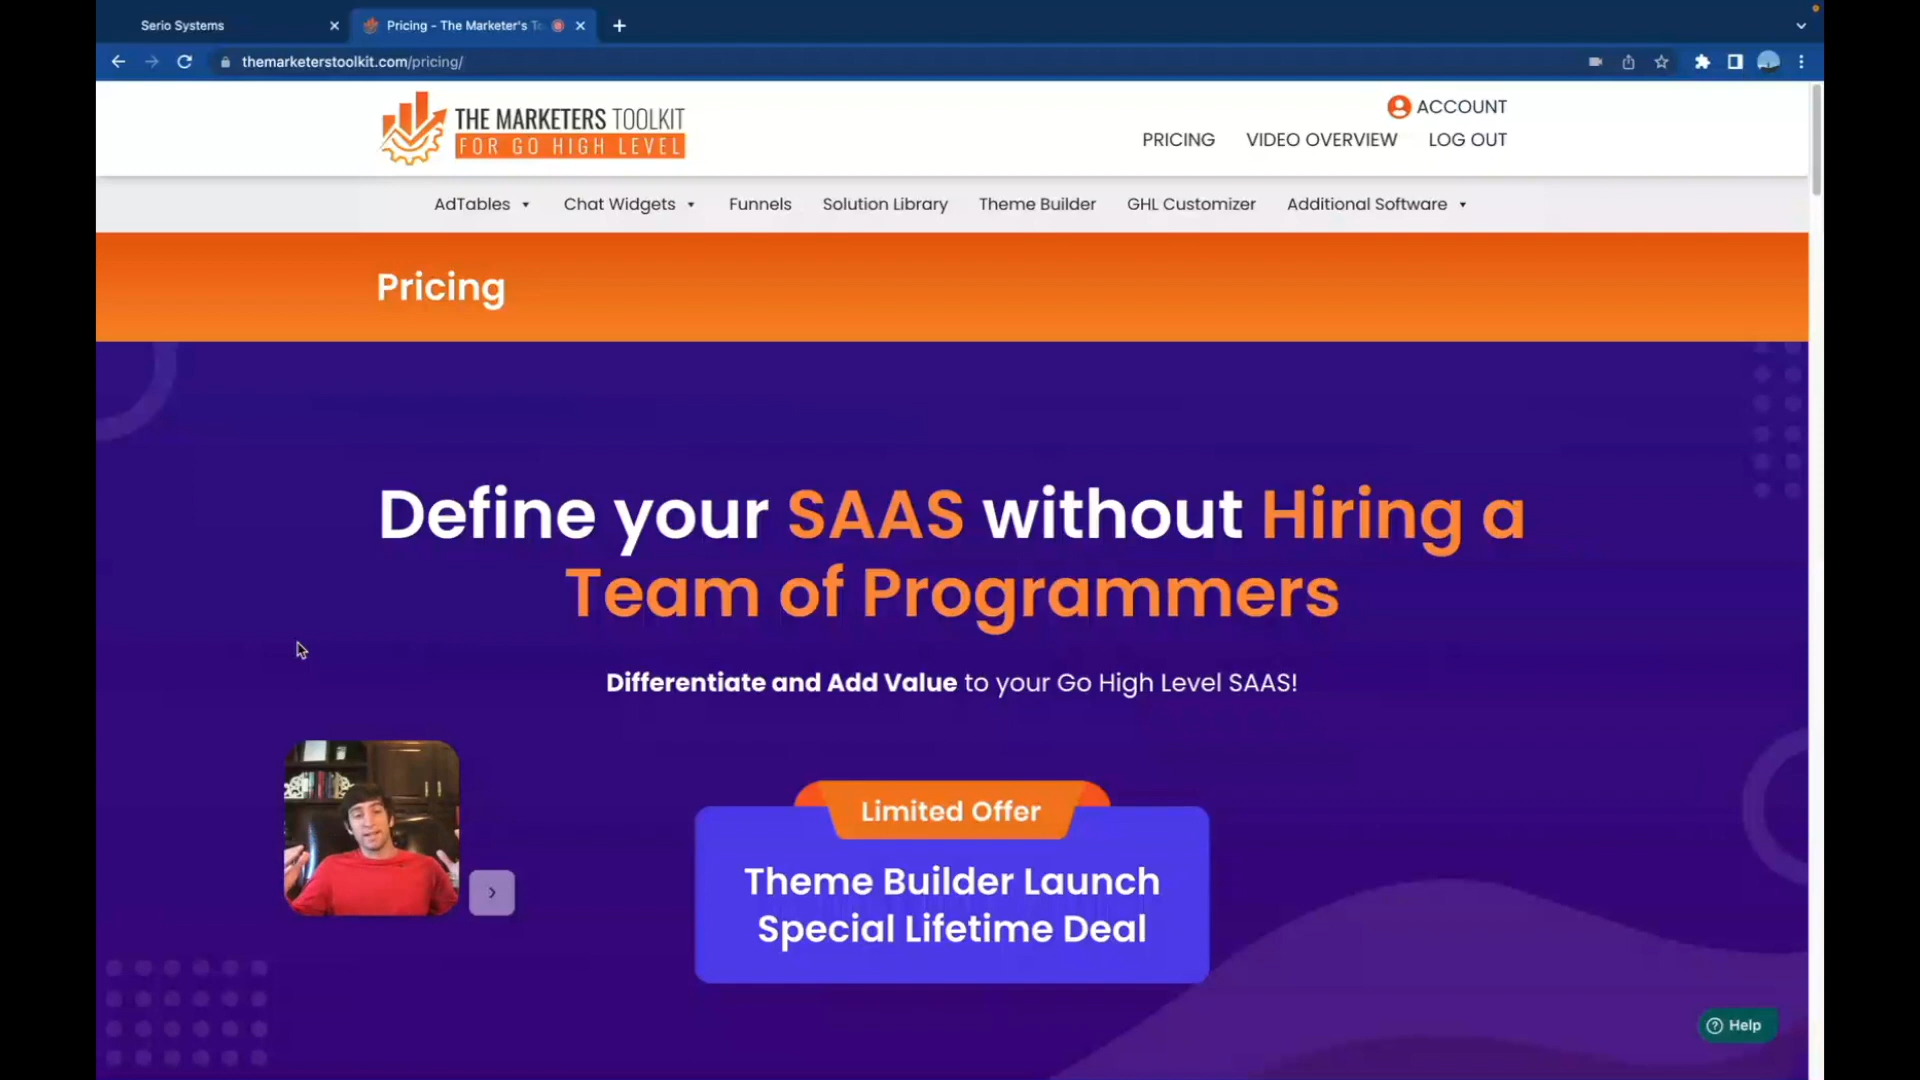 Serio Systems
Pricing - The Marketer's To
themarketerstoolkit.com/pricing/
THE MARKETERS TOOLKIT
FOR GO HIGH LEVEL
ACCOUNT
PRICING VIDEO OVERVIEW LOG OUT
AdTables Chat Widgets Funnels Solution Library Theme Builder GHL Customizer Additional Software
Pricing
Define your SAAS without Hiring a
Team of Programmers
Differentiate and Add Value to your Go High Level SAAS!
Limited Offer
Theme Builder Launch
Special Lifetime Deal
Help